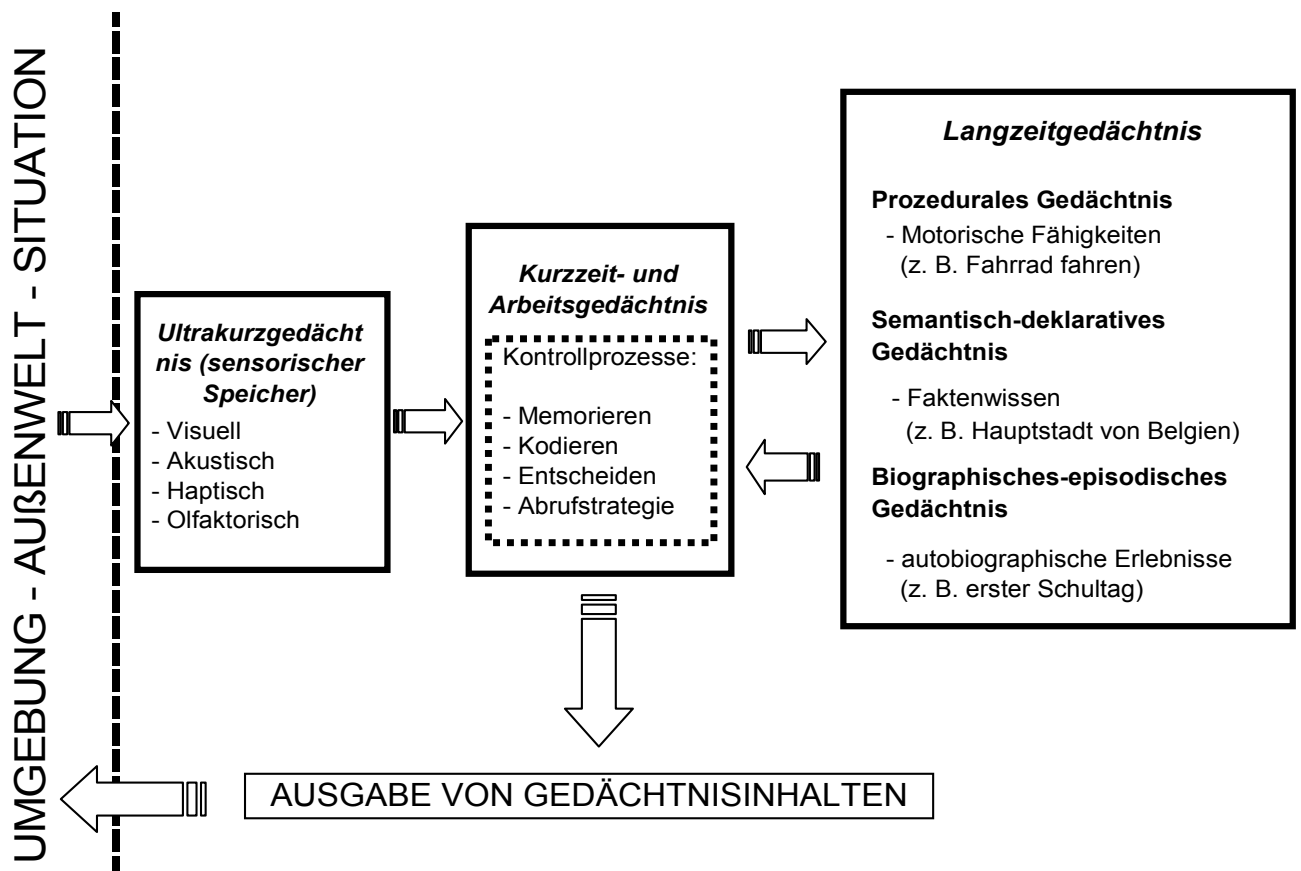 UMGEBUNG - AUßENWELT - SITUATION
Ultrakurzgedächt
nis (sensorischer
Speicher)
- Visuell
- Akustisch
- Haptisch
- Olfaktorisch
Kurzzeit- und
Arbeitsgedächtnis
Kontrollprozesse:
- Memorieren
- Kodieren
- Entscheiden
- Abrufstrategie
Langzeitgedächtnis
Prozedurales Gedächtnis
- Motorische Fähigkeiten
(z. B. Fahrrad fahren)
Semantisch-deklaratives
Gedächtnis
- Faktenwissen
(z. B. Hauptstadt von Belgien)
Biographisches-episodisches
Gedächtnis
- autobiographische Erlebnisse
(z. B. erster Schultag)
AUSGABE VON GEDÄCHTNISINHALTEN